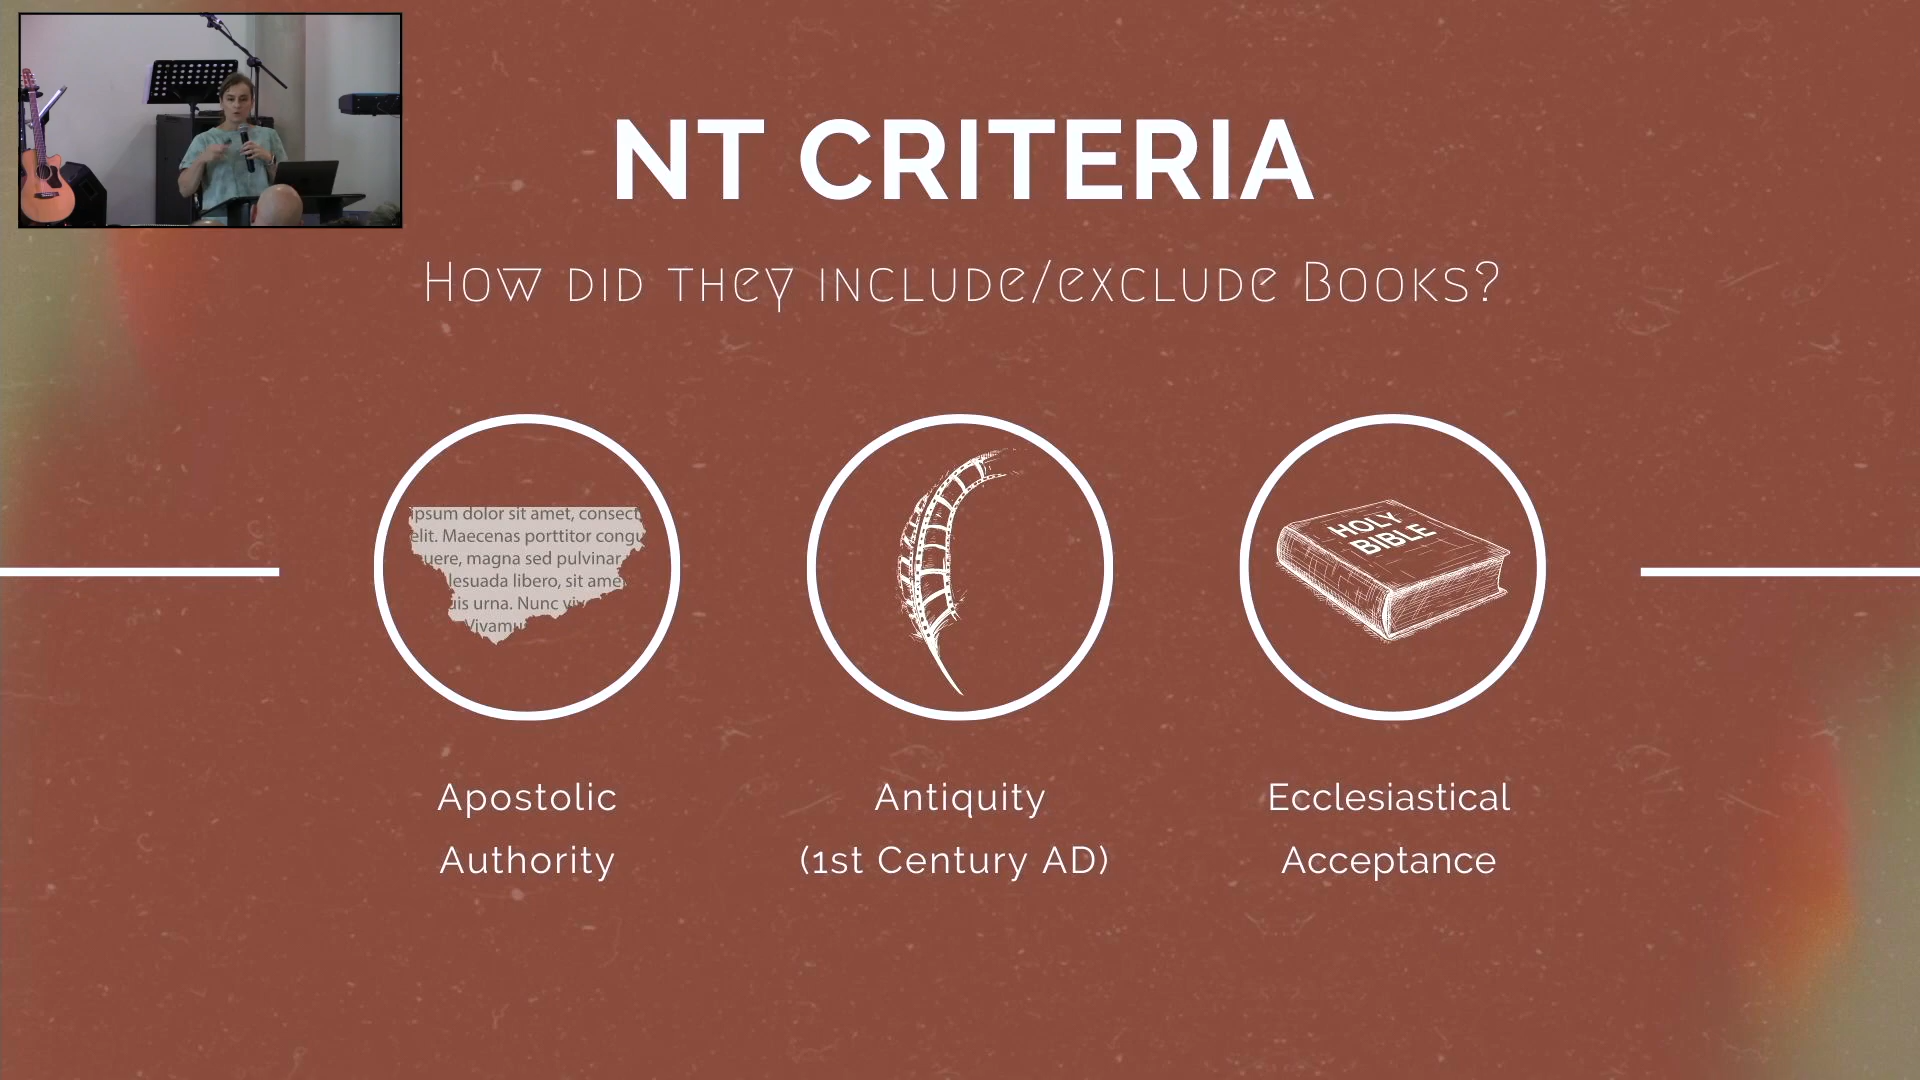 NT CRITERIA
How did they include/exclude Books?
ipsum dolor sit amet, consect
elit. Maecenas porttitor congu
uere, magna sed pulvinar
lesuada libero, sit ame
uis urna. Nunc viv
Vivamu
HOLY
BIBLE
Apostolic
Authority
Antiquity
(1st Century AD)
Ecclesiastical
Acceptance